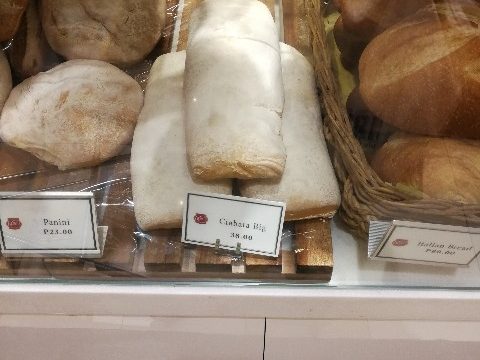 Panini
P23.00
Ciabata Big
38.00
Italian Bread